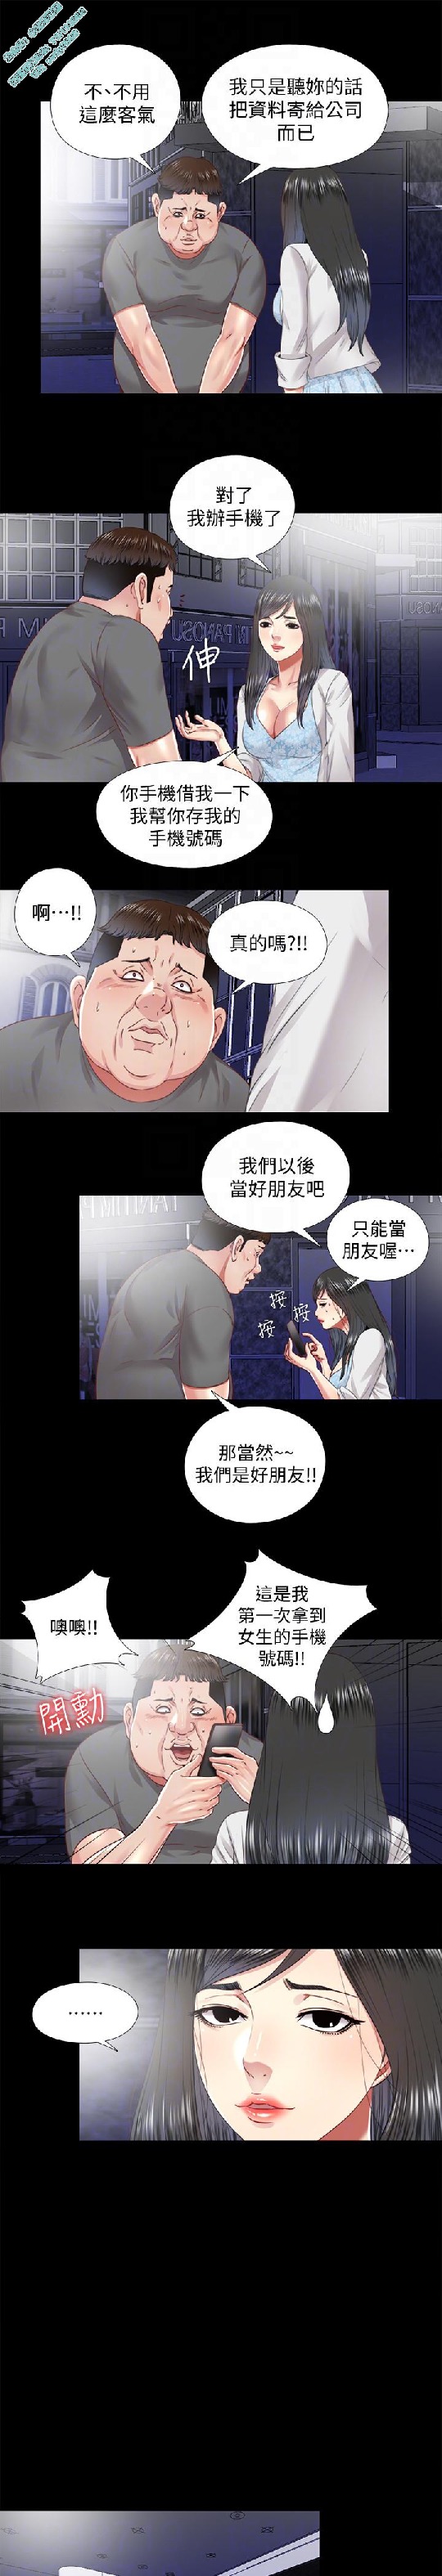 不、不用
這麼客氣
我只是聽妳的話
把資料寄給公司
而已
對了
我辦手機了
伸
你手機借我一下
我幫你存我的
手機號碼
啊…!!
真的嗎?!!
我們以後
當好朋友吧
只能當
朋友喔…
按
按
按
那當然~~
我們是好朋友!!
噢噢!!
這是我
第一次拿到
女生的手機
號碼!!
開勳
……